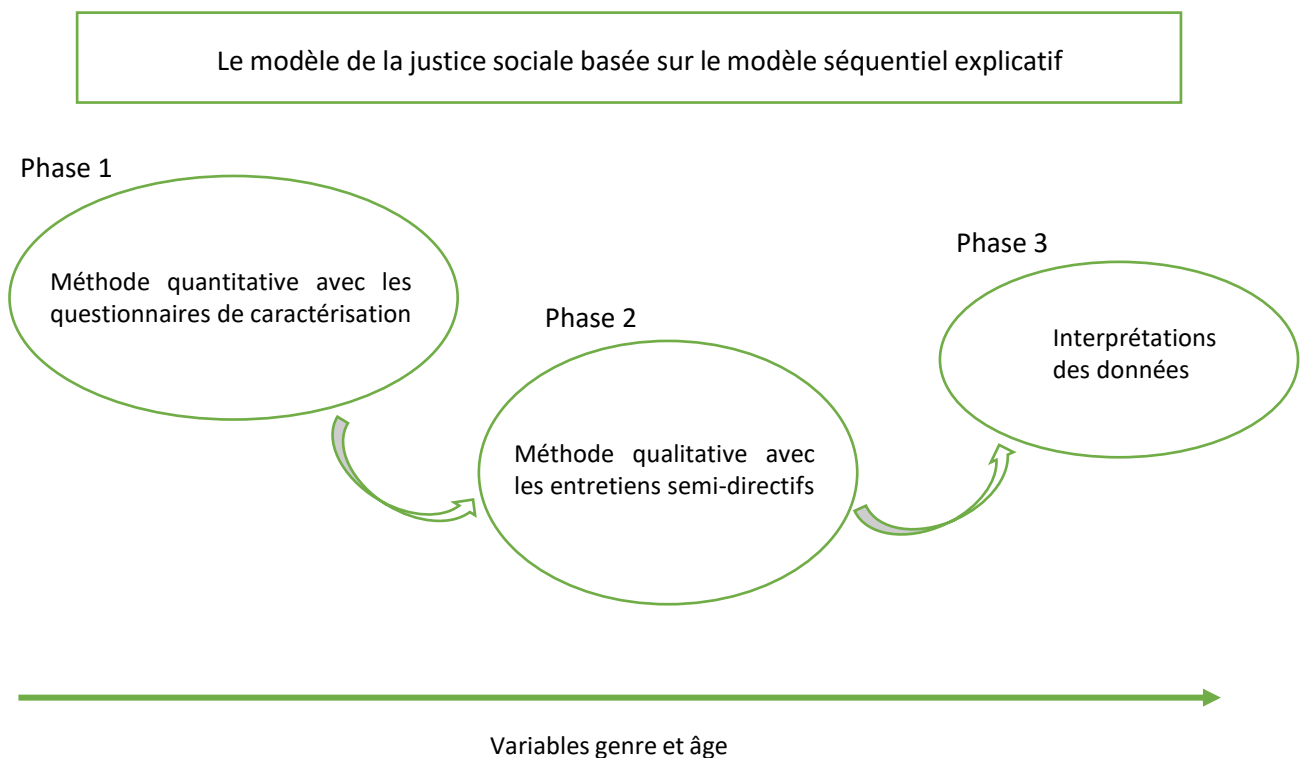 Le modèle de la justice sociale basée sur le modèle séquentiel explicatif
Phase 1
Méthode quantitative avec les
questionnaires de caractérisation
Phase 2
Méthode qualitative avec
les entretiens semi-directifs
Phase 3
Interprétations
des données
Variables genre et âge